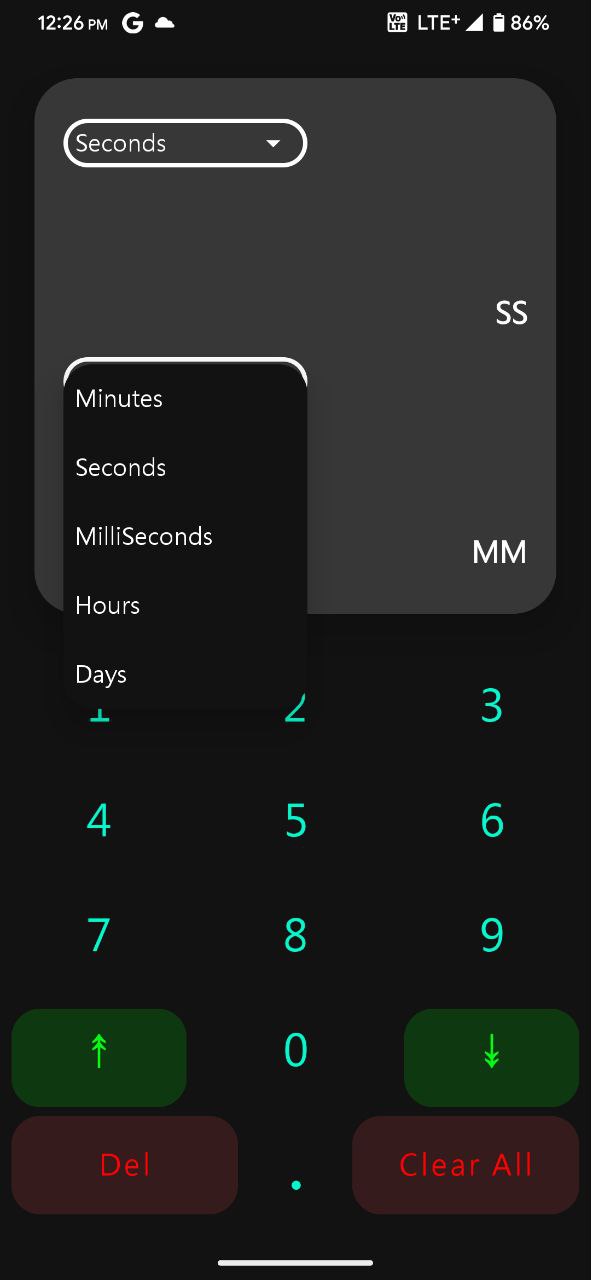 12:26 PM G VoD LTE LTE+ 86%
Seconds
SS
Minutes
Seconds
MilliSeconds
MM
Hours
Days
1 2 3
4 5 6
7 8 9
0
Del . Clear All